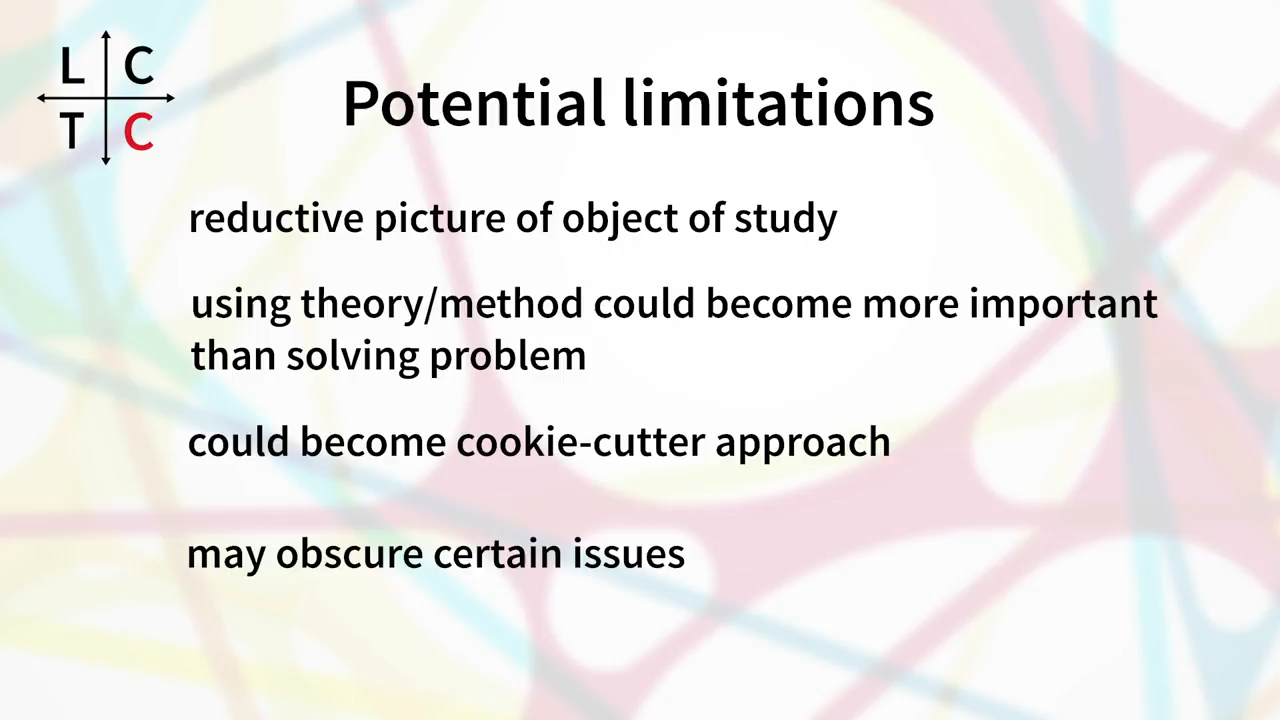 L C
T C
Potential limitations
reductive picture of object of study
using theory/method could become more important
than solving problem
could become cookie-cutter approach
may obscure certain issues